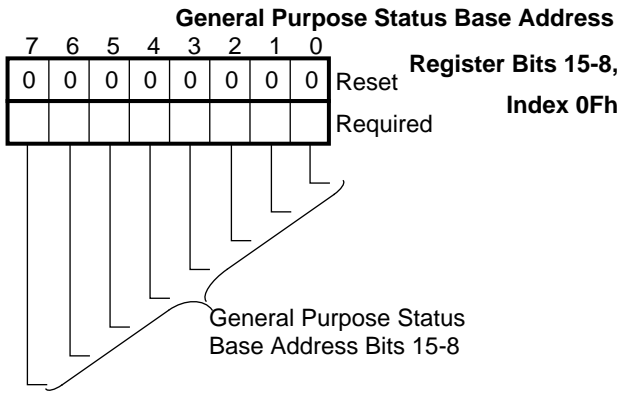 General Purpose Status Base Address
Register Bits 15-8,
Index 0Fh
7 6 5 4 3 2 1 0
0 0 0 0 0 0 0 0 Reset
Required
General Purpose Status
Base Address Bits 15-8